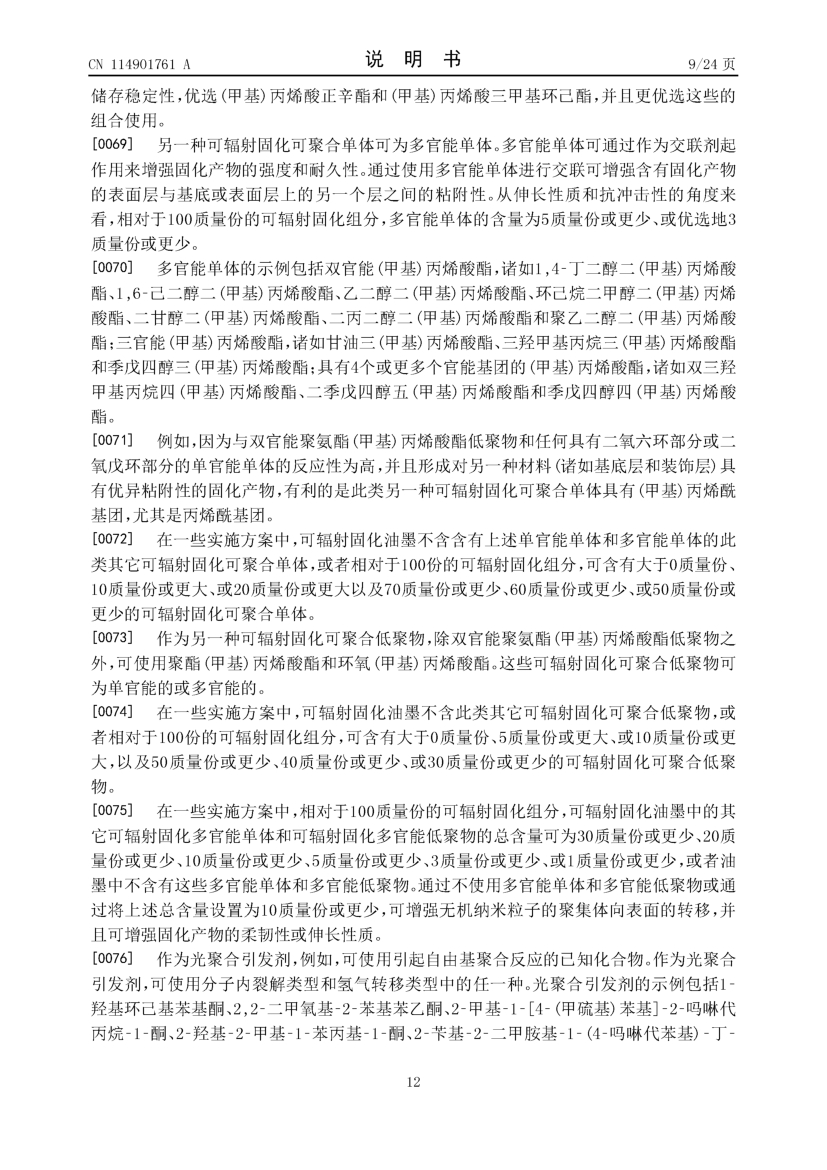 CN 114901761 A
说明书
9/24 页
储存稳定性,优选(甲基)丙烯酸正辛酯和(甲基)丙烯酸三甲基环己酯,并且更优选这些的
组合使用。
[0069] 另一种可辐射固化可聚合单体可为多官能单体。多官能单体可通过作为交联剂起
作用来增强固化产物的强度和耐久性。通过使用多官能单体进行交联可增强含有固化产物
的表面层与基底或表面层上的另一个层之间的粘附性。从伸长性质和抗冲击性的角度来
看,相对于100质量份的可辐射固化组分,多官能单体的含量为5质量份或更少、或优选地3
质量份或更少。
[0070] 多官能单体的示例包括双官能(甲基)丙烯酸酯,诸如1,4-丁二醇二(甲基)丙烯酸
酯、1,6-己二醇二(甲基)丙烯酸酯、乙二醇二(甲基)丙烯酸酯、环己烷二甲醇二(甲基)丙烯
酸酯、二甘醇二(甲基)丙烯酸酯、二丙二醇二(甲基)丙烯酸酯和聚乙二醇二(甲基)丙烯酸
酯;三官能(甲基)丙烯酸酯,诸如甘油三(甲基)丙烯酸酯、三羟甲基丙烷三(甲基)丙烯酸酯
和季戊四醇三(甲基)丙烯酸酯;具有4个或更多个官能基团的(甲基)丙烯酸酯,诸如双三羟
甲基丙烷四(甲基)丙烯酸酯、二季戊四醇五(甲基)丙烯酸酯和季戊四醇四(甲基)丙烯酸
酯。
[0071] 例如,因为与双官能聚氨酯(甲基)丙烯酸酯低聚物和任何具有二氧六环部分或二
氧戊环部分的单官能单体的反应性为高,并且形成对另一种材料(诸如基底层和装饰层)具
有优异粘附性的固化产物,有利的是此类另一种可辐射固化可聚合单体具有(甲基)丙烯酰
基团,尤其是丙烯酰基团。
[0072] 在一些实施方案中,可辐射固化油墨不含含有上述单官能单体和多官能单体的此
类其它可辐射固化可聚合单体,或者相对于100份的可辐射固化组分,可含有大于0质量份、
10质量份或更大、或20质量份或更大以及70质量份或更少、60质量份或更少、或50质量份或
更少的可辐射固化可聚合单体。
[0073] 作为另一种可辐射固化可聚合低聚物,除双官能聚氨酯(甲基)丙烯酸酯低聚物之
外,可使用聚酯(甲基)丙烯酸酯和环氧(甲基)丙烯酸酯。这些可辐射固化可聚合低聚物可
为单官能的或多官能的。
[0074] 在一些实施方案中,可辐射固化油墨不含此类其它可辐射固化可聚合低聚物,或
者相对于100份的可辐射固化组分,可含有大于0质量份、5质量份或更大、或10质量份或更
大,以及50质量份或更少、40质量份或更少、或30质量份或更少的可辐射固化可聚合低聚
物。
[0075] 在一些实施方案中,相对于100质量份的可辐射固化组分,可辐射固化油墨中的其
它可辐射固化多官能单体和可辐射固化多官能低聚物的总含量可为30质量份或更少、20质
量份或更少、10质量份或更少、5质量份或更少、3质量份或更少、或1质量份或更少,或者油
墨中不含有这些多官能单体和多官能低聚物。通过不使用多官能单体和多官能低聚物或通
过将上述总含量设置为10质量份或更少,可增强无机纳米粒子的聚集体向表面的转移,并
且可增强固化产物的柔韧性或伸长性质。
[0076] 作为光聚合引发剂,例如,可使用引起自由基聚合反应的已知化合物。作为光聚合
引发剂,可使用分子内裂解类型和氢气转移类型中的任一种。光聚合引发剂的示例包括1-
羟基环己基苯基酮、2,2-二甲氧基-2-苯基苯乙酮、2-甲基-1-[4-(甲硫基)苯基]-2-吗啉代
丙烷-1-酮、2-羟基-2-甲基-1-苯丙基-1-酮、2-苄基-2-二甲胺基-1-(4-吗啉代苯基)-丁-
12